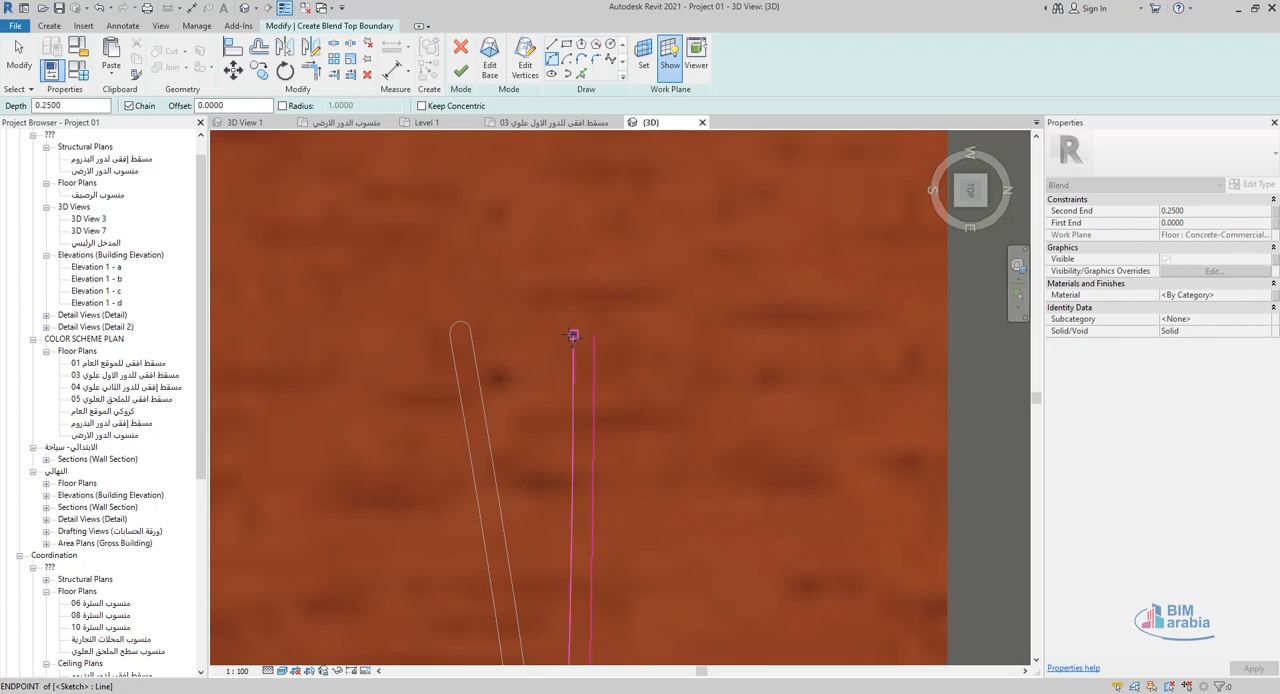 Autodesk Revit 2021 - Project 01 - 3D View: {3D}
Sign In
File
Create
Insert
Annotate
View
Manage
Add-Ins
Modify | Create Blend Top Boundary
Modify
Paste
Cut
Join
Edit Base
Edit Vertices
Set
Show
Viewer
Select
Properties
Clipboard
Geometry
Modify
Measure
Create
Mode
Mode
Draw
Work Plane
Depth 0.2500
Chain
Offset: 0.0000
Radius: 1.0000
Keep Concentric
Project Browser - Project 01
3D View 1
منسوب الدور الارضي
Level 1
مسقط افقى للدور الاول علوي 03
{3D}
Properties
???
Structural Plans
مسقط إفقى لدور البدروم
منسوب الدور الارضى
Floor Plans
منسوب الرصيف
3D Views
3D View 3
3D View 7
المدخل الرئيسي
Elevations (Building Elevation)
Elevation 1 - a
Elevation 1 - b
Elevation 1 - c
Elevation 1 - d
Detail Views (Detail)
Detail Views (Detail 2)
COLOR SCHEME PLAN
Floor Plans
مسقط افقى للموقع العام 01
مسقط افقى للدور الاول علوي 03
مسقط إفقى للدور الثاني علوي 04
مسقط افقى للملحق العلوي 05
كروكي الموقع العام
مسقط إفقى لدور البدروم
منسوب الدور الارضى
الابتدائي- سباحة
Sections (Wall Section)
النهائي
Floor Plans
Elevations (Building Elevation)
Sections (Wall Section)
Detail Views (Detail)
Drafting Views (ورقة الحسابات)
Area Plans (Gross Building)
Coordination
???
Structural Plans
Floor Plans
منسوب السترة 06
منسوب السترة 08
منسوب السترة 10
منسوب المحلات التجارية
منسوب سطح الملحق العلوي
Ceiling Plans
W
S
N
E
TOP
Blend
Edit Type
Constraints
Second End 0.2500
First End 0.0000
Work Plane Floor : Concrete-Commercial...
Graphics
Visible
Visibility/Graphics Overrides Edit...
Materials and Finishes
Material <By Category>
Identity Data
Subcategory <None>
Solid/Void Solid
BIM
arabia
Properties help
Apply
1 : 100
ENDPOINT of [<Sketch> : Line]
:0